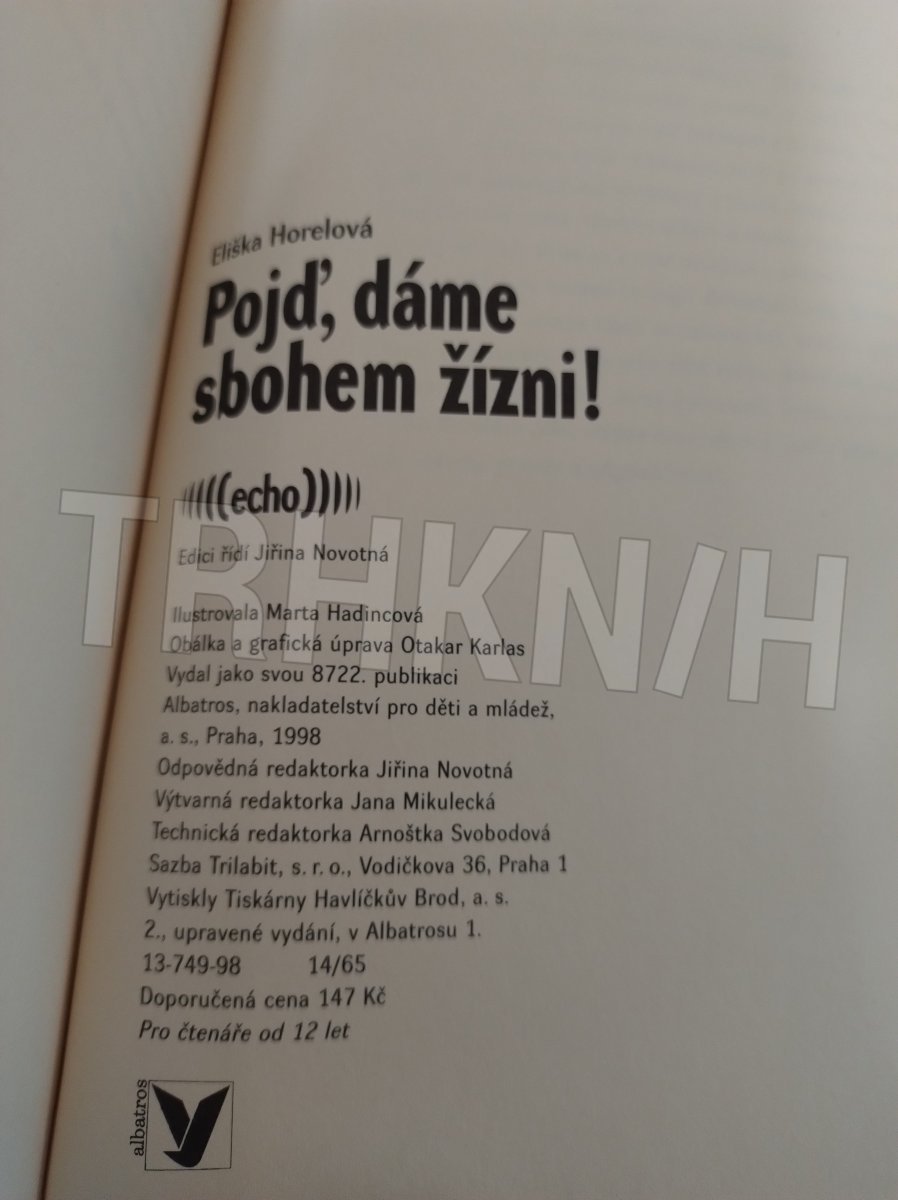 Eliška Horelová
Pojď, dáme
sbohem žízni!
(((((echo)))))
Edici řídí Jiřina Novotná
Ilustrovala Marta Hadincová
Obálka a grafická úprava Otakar Karlas
Vydal jako svou 8722. publikaci
Albatros, nakladatelství pro děti a mládež,
a. s., Praha, 1998
Odpovědná redaktorka Jiřina Novotná
Výtvarná redaktorka Jana Mikulecká
Technická redaktorka Arnoštka Svobodová
Sazba Trilabit, s. r. o., Vodičkova 36, Praha 1
Vytiskly Tiskárny Havlíčkův Brod, a. s.
2., upravené vydání, v Albatrosu 1.
13-749-98 14/65
Doporučená cena 147 Kč
Pro čtenáře od 12 let
albatros
TRHKN/H